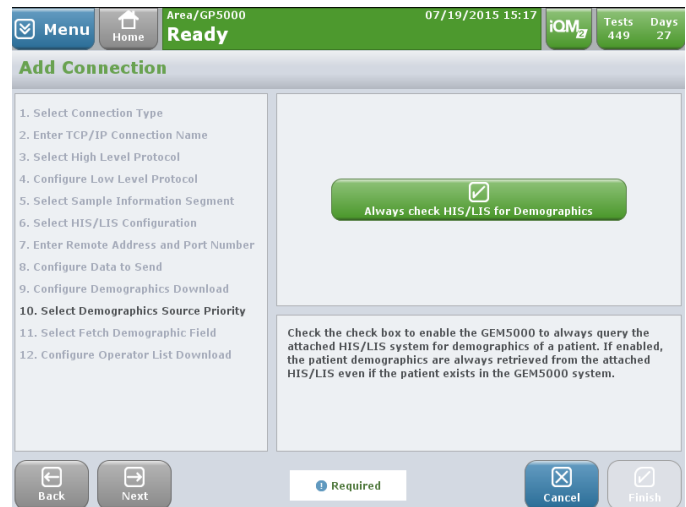 Menu
Home
Area/GP5000
07/19/2015 15:17
Ready
iQM2
Tests Days
449 27
Add Connection
1. Select Connection Type
2. Enter TCP/IP Connection Name
3. Select High Level Protocol
4. Configure Low Level Protocol
5. Select Sample Information Segment
6. Select HIS/LIS Configuration
7. Enter Remote Address and Port Number
8. Configure Data to Send
9. Configure Demographics Download
10. Select Demographics Source Priority
11. Select Fetch Demographic Field
12. Configure Operator List Download
Always check HIS/LIS for Demographics
Check the check box to enable the GEM5000 to always query the
attached HIS/LIS system for demographics of a patient. If enabled,
the patient demographics are always retrieved from the attached
HIS/LIS even if the patient exists in the GEM5000 system.
Back
Next
Required
Cancel
Finish